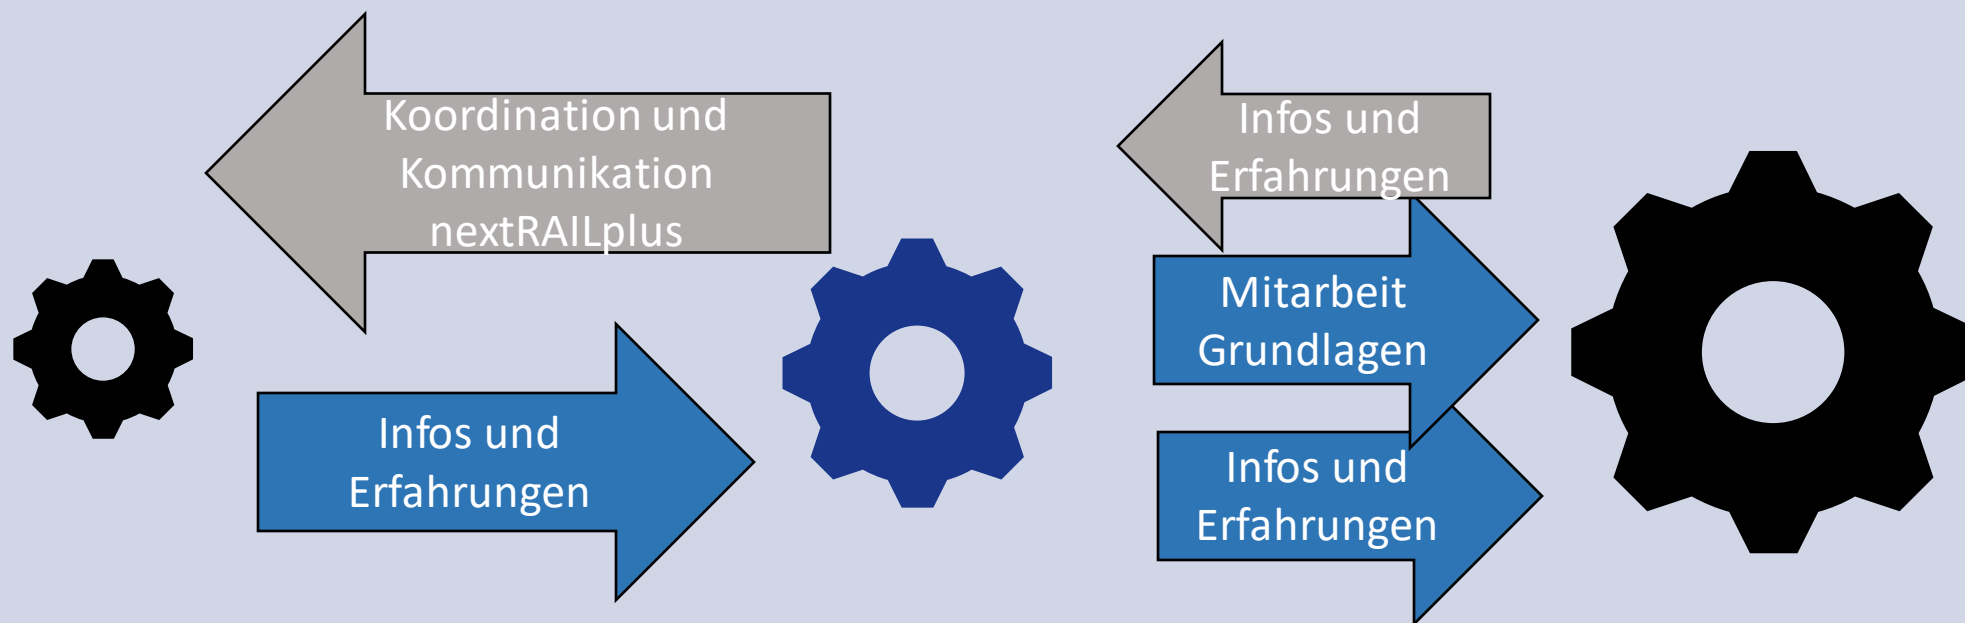 Koordination und
Kommunikation
nextRAILplus
Infos und
Erfahrungen
Infos und
Erfahrungen
Mitarbeit
Grundlagen
Infos und
Erfahrungen